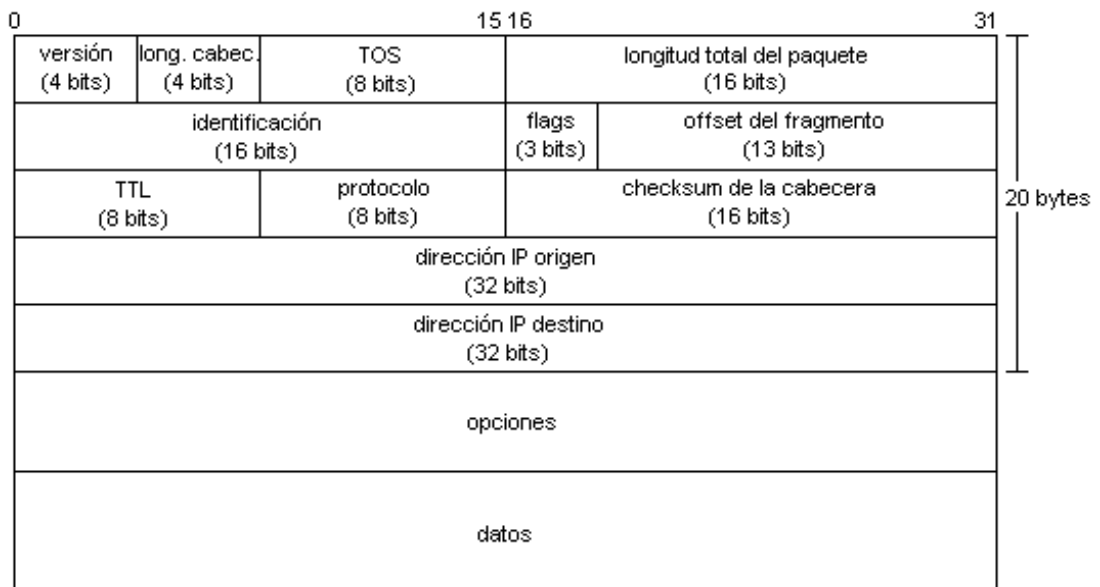 0 15 16 31
versión long. cabec. TOS longitud total del paquete
(4 bits) (4 bits) (8 bits) (16 bits)
identificación flags offset del fragmento
(16 bits) (3 bits) (13 bits)
TTL protocolo checksum de la cabecera
(8 bits) (8 bits) (16 bits)
20 bytes
dirección IP origen
(32 bits)
dirección IP destino
(32 bits)
opciones
datos